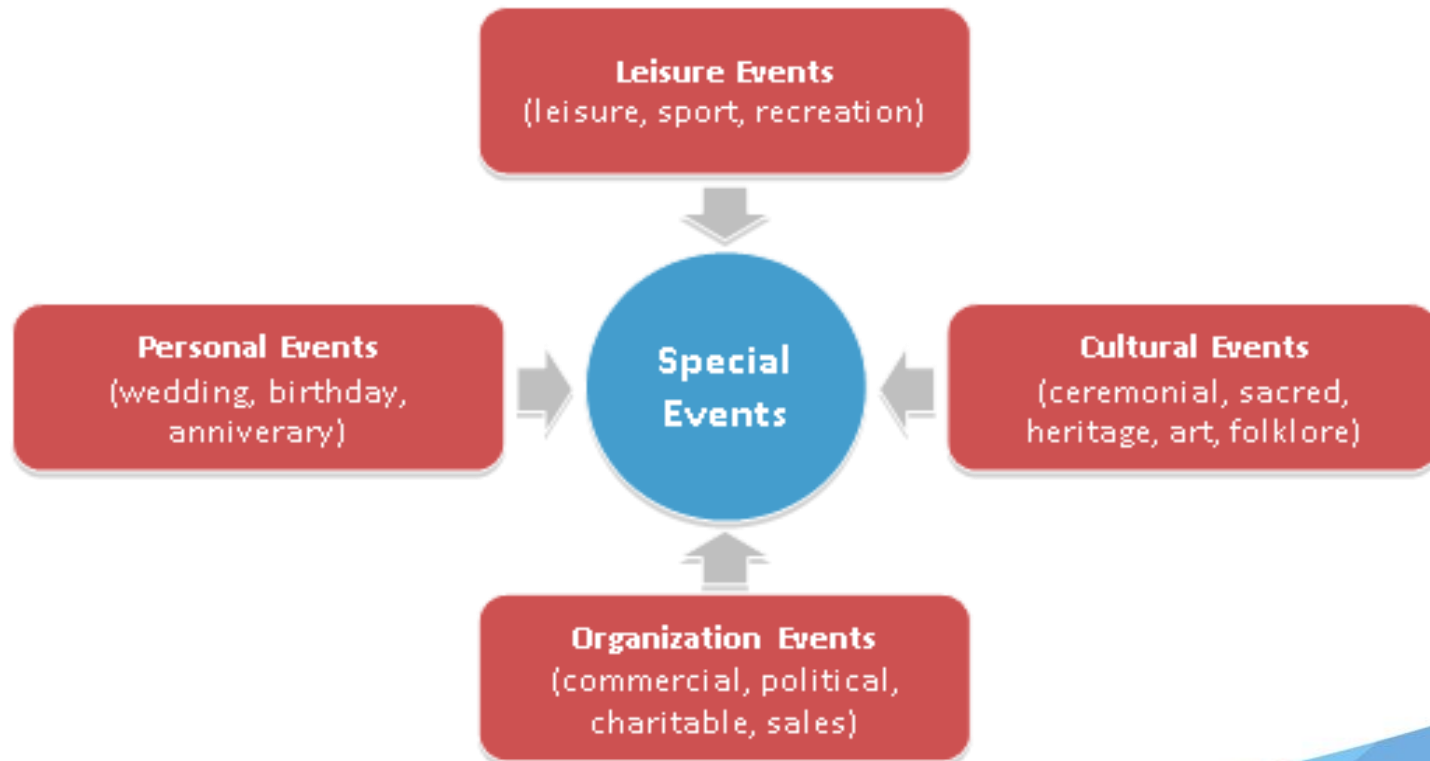 Leisure Events
(leisure, sport, recreation)
Personal Events
(wedding, birthday,
anniverary)
Special
Events
Cultural Events
(ceremonial, sacred,
heritage, art, folklore)
Organization Events
(commercial, political,
charitable, sales)